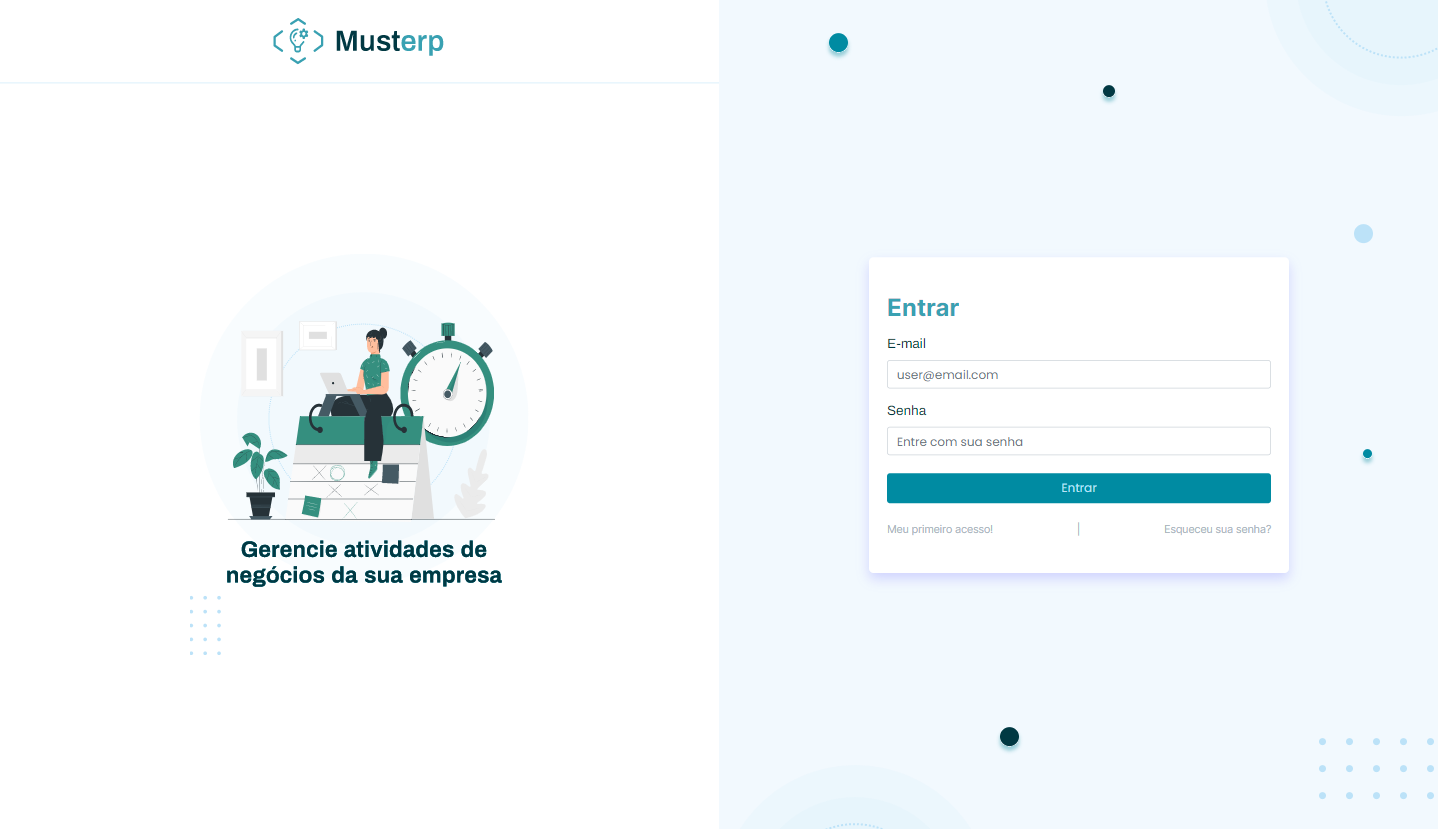 Musterp
Gerencie atividades de
negócios da sua empresa
Entrar
E-mail
user@email.com
Senha
Entre com sua senha
Entrar
Meu primeiro acesso! | Esqueceu sua senha?